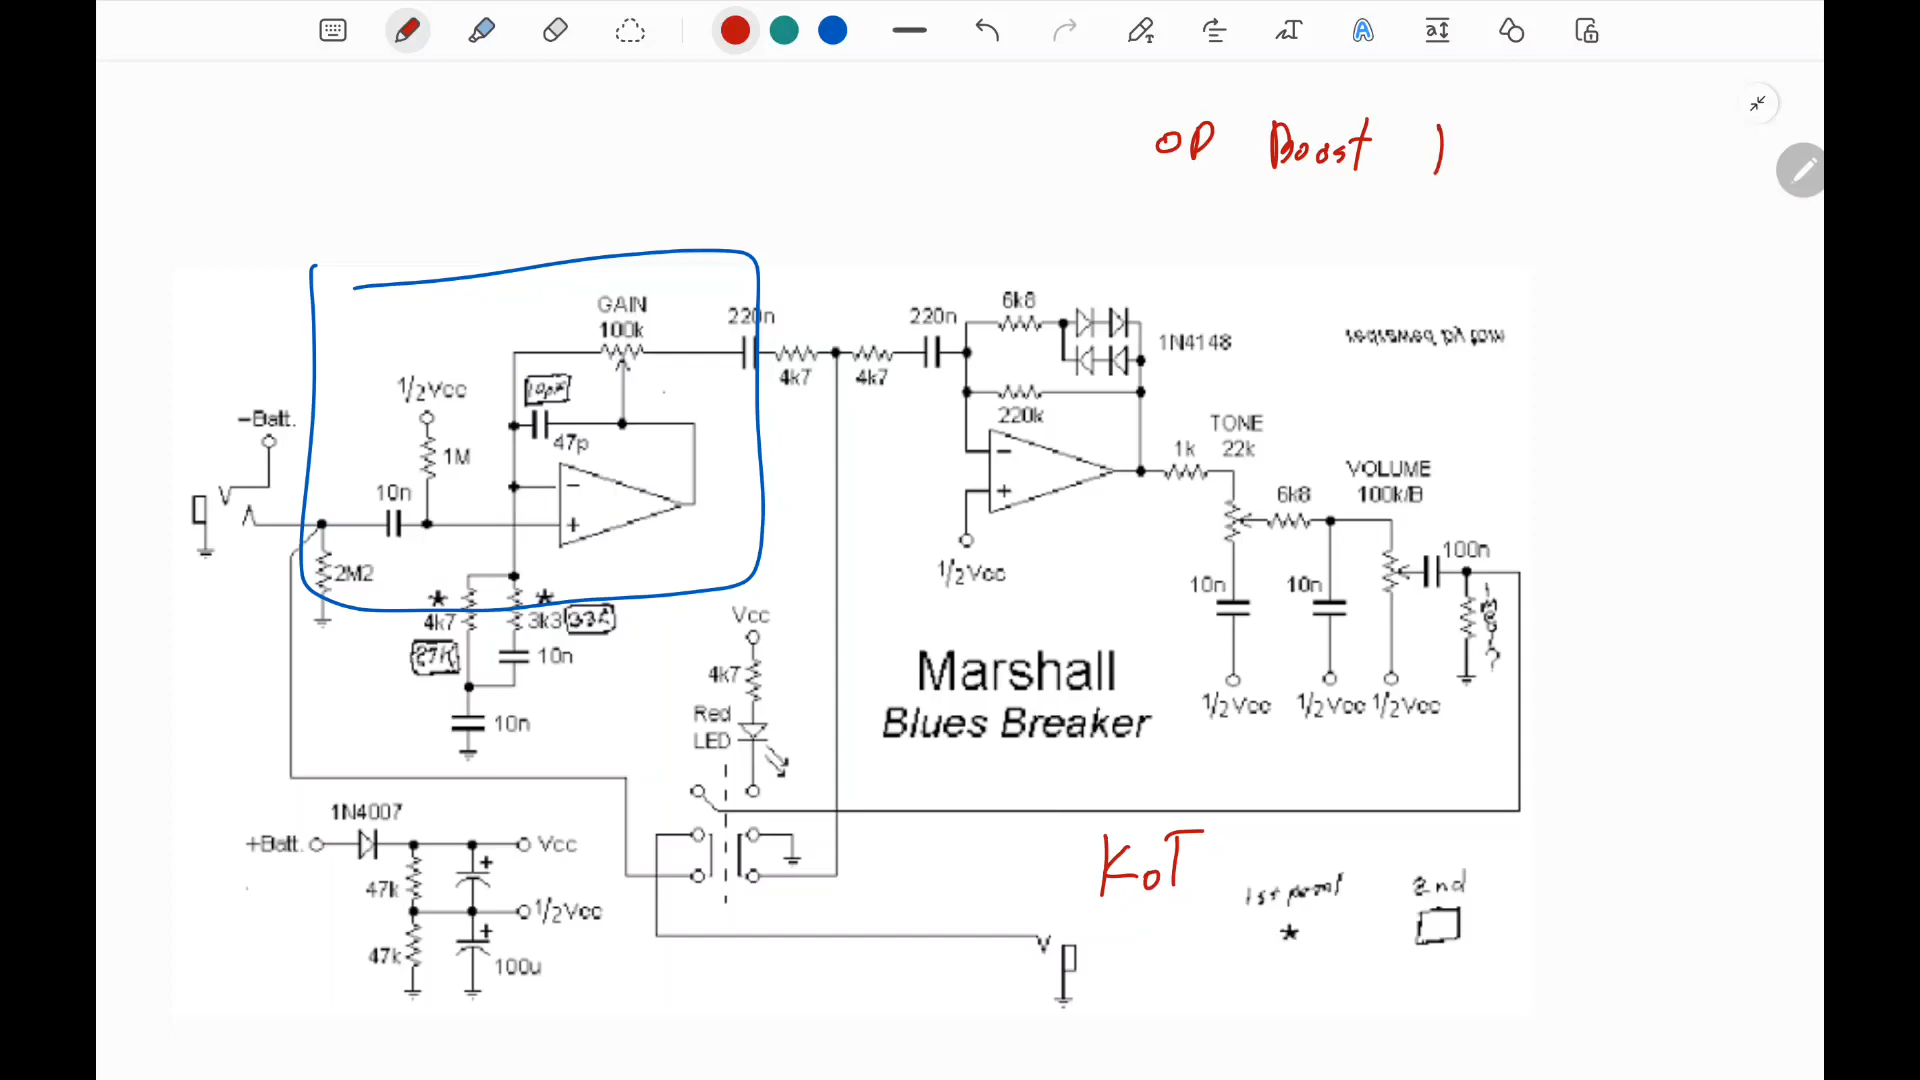 OD Boost )
GAIN
100k
220n
4k7
4k7
220n
6k8
1N4148
220k
1/2Vcc
1M
47p
–Batt.
10n
2M2
4k7
3k3
33k
27k
10n
10n
1/2Vcc
TONE
22k
1k
6k8
VOLUME
100k/B
100n
10n
10n
1/2Vcc
1/2Vcc
1/2Vcc
Vcc
4k7
Red
LED
Marshall
Blues Breaker
1N4007
+Batt.
Vcc
47k
1/2Vcc
47k
100u
KoT
2nd